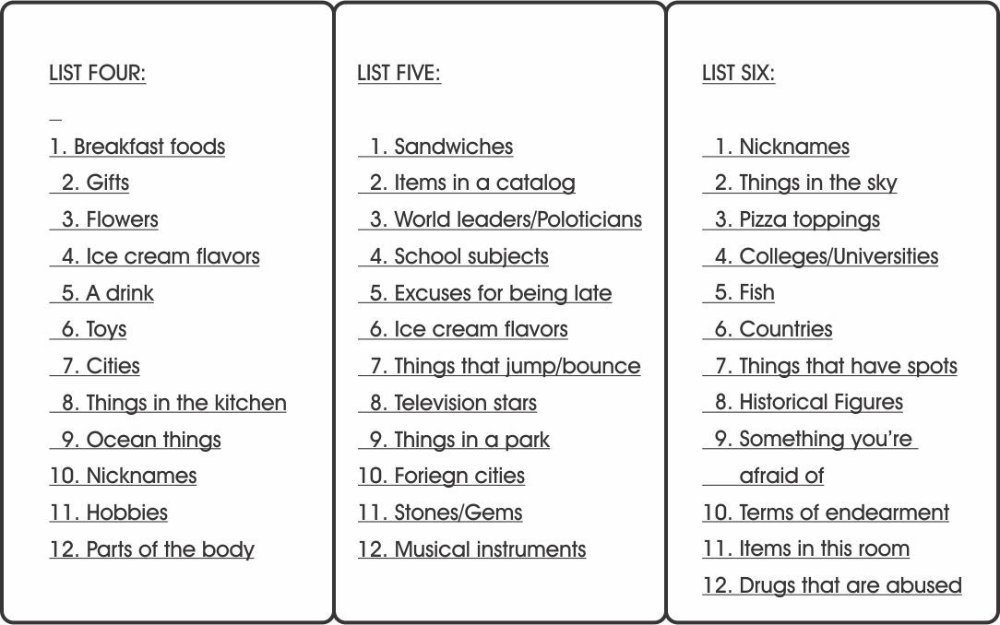 LIST FOUR:
1. Breakfast foods
2. Gifts
3. Flowers
4. Ice cream flavors
5. A drink
6. Toys
7. Cities
8. Things in the kitchen
9. Ocean things
10. Nicknames
11. Hobbies
12. Parts of the body
LIST FIVE:
1. Sandwiches
2. Items in a catalog
3. World leaders/Poloticians
4. School subjects
5. Excuses for being late
6. Ice cream flavors
7. Things that jump/bounce
8. Television stars
9. Things in a park
10. Foriegn cities
11. Stones/Gems
12. Musical instruments
LIST SIX:
1. Nicknames
2. Things in the sky
3. Pizza toppings
4. Colleges/Universities
5. Fish
6. Countries
7. Things that have spots
8. Historical Figures
9. Something you're
afraid of
10. Terms of endearment
11. Items in this room
12. Drugs that are abused